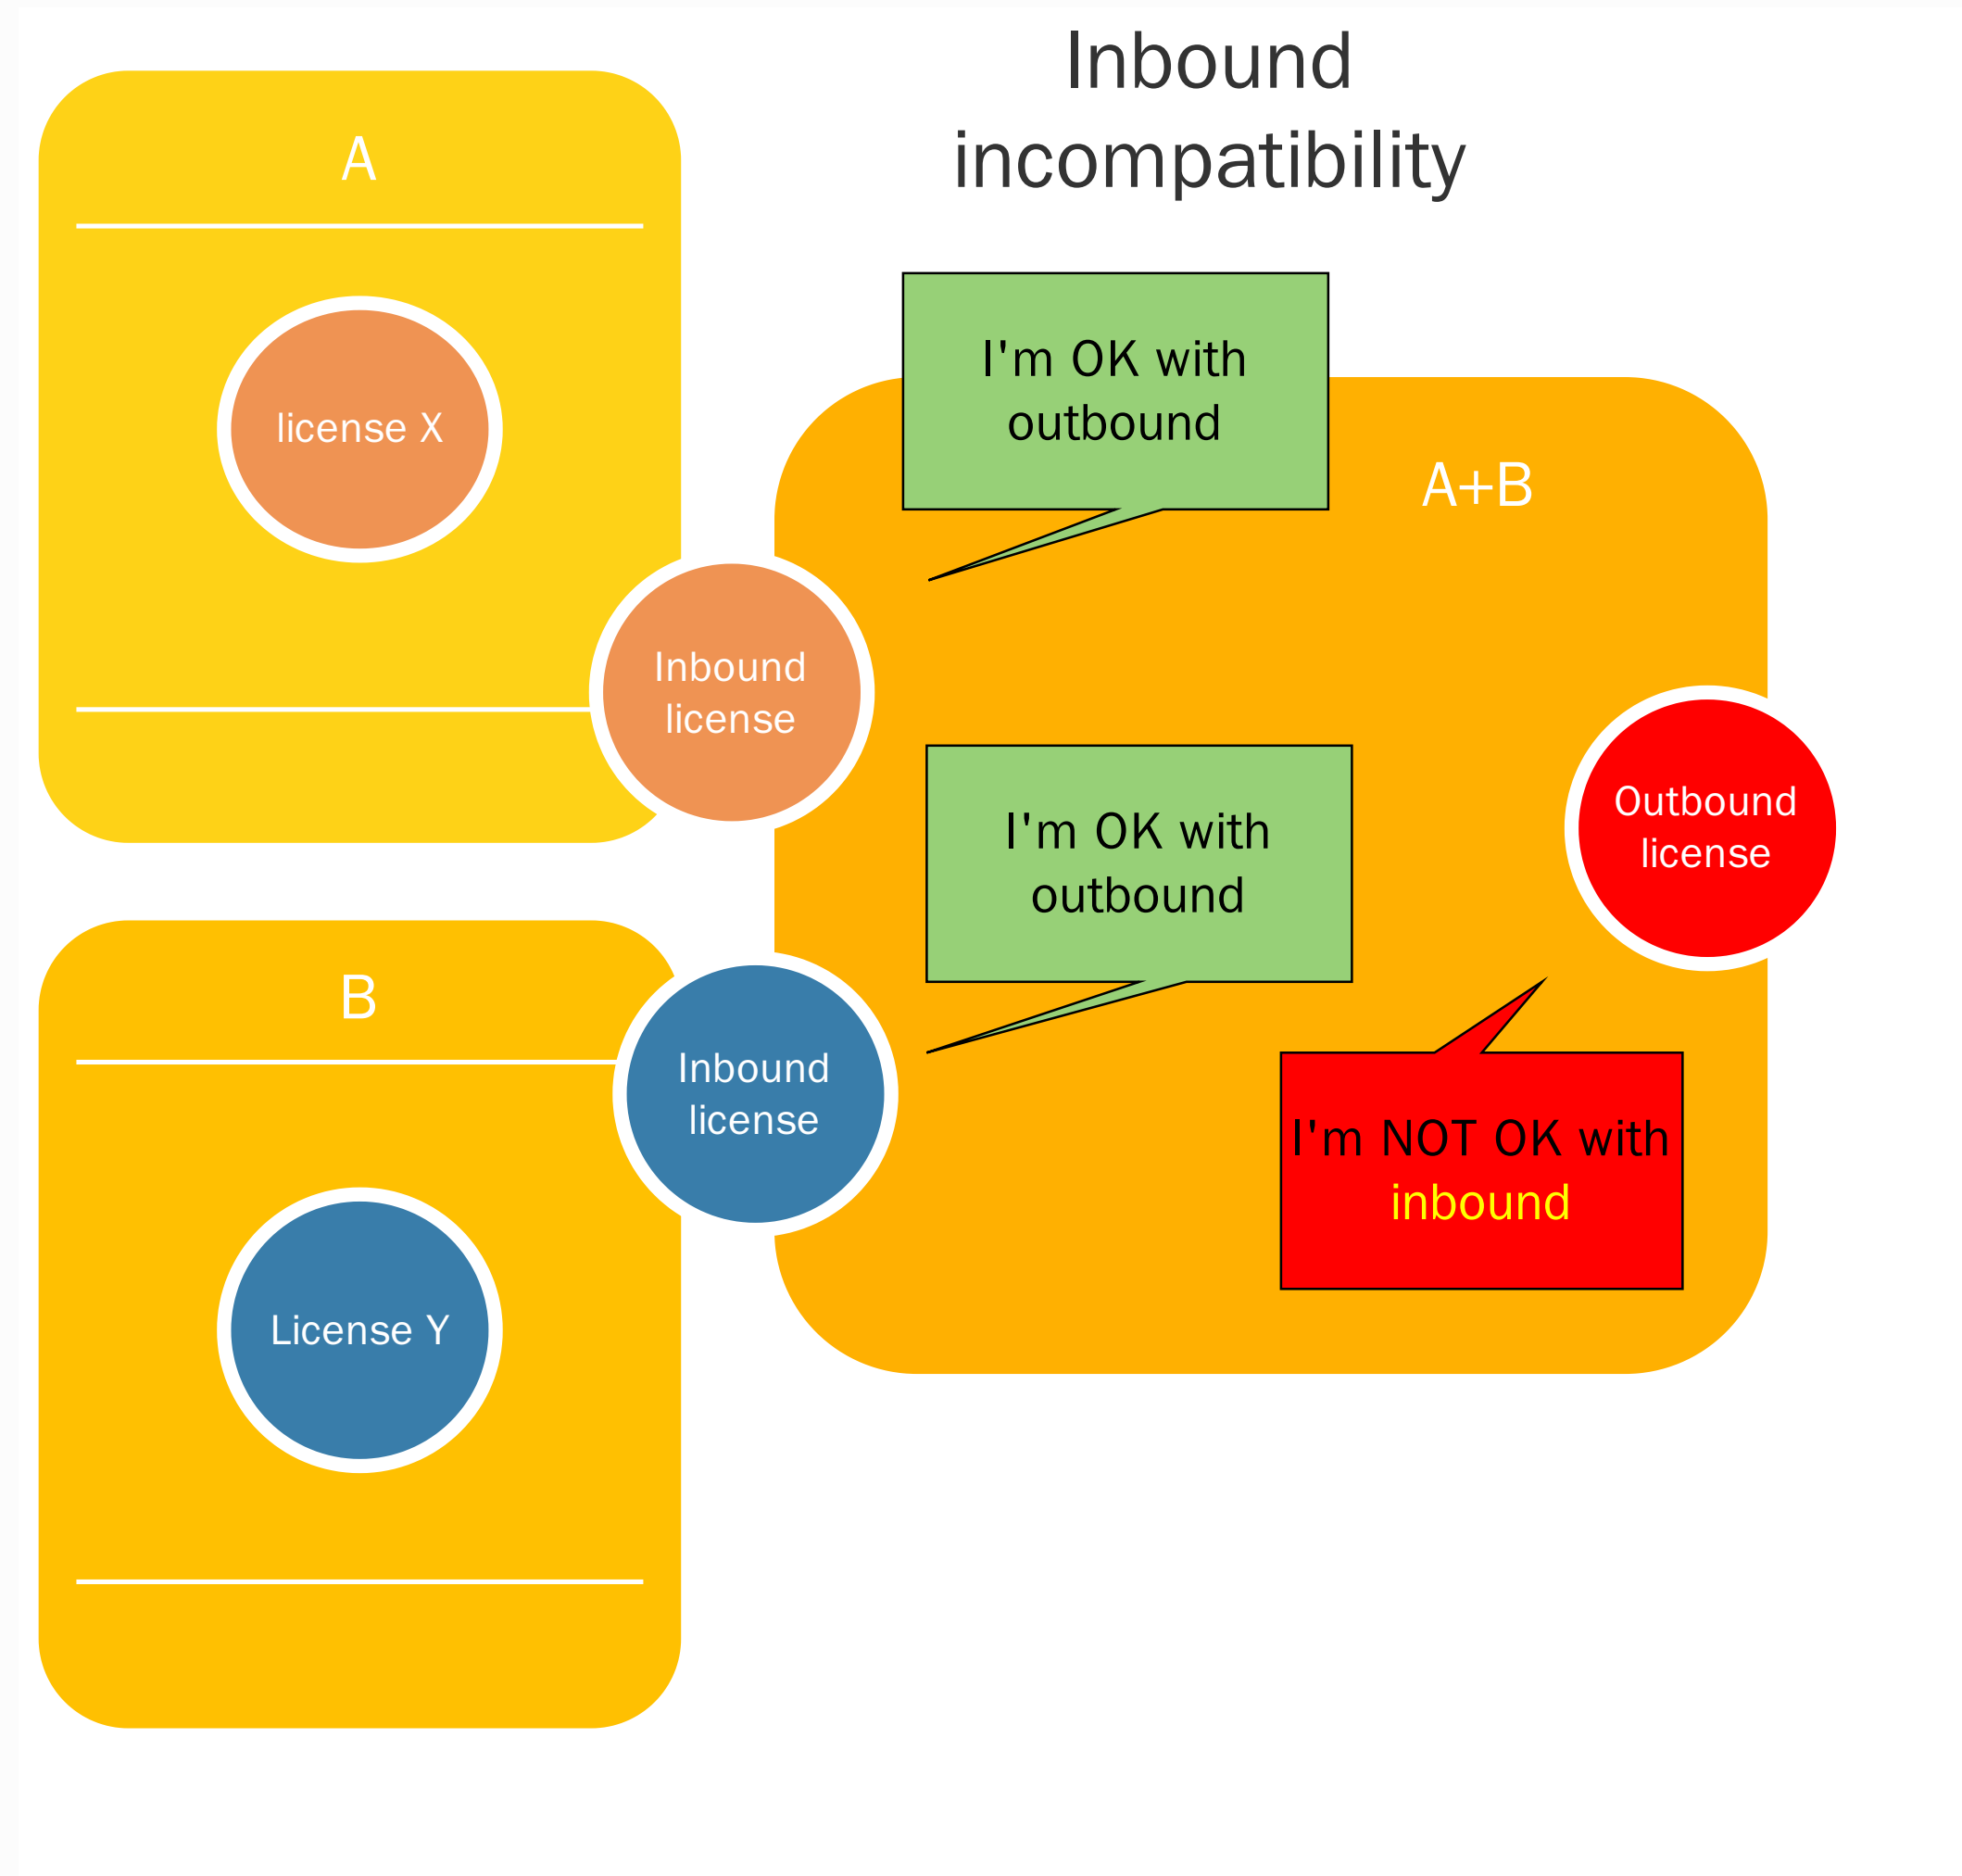 Inbound
incompatibility
A
license X
Inbound
license
I'm OK with
outbound
A+B
I'm OK with
outbound
Outbound
license
B
Inbound
license
I'm NOT OK with
inbound
License Y